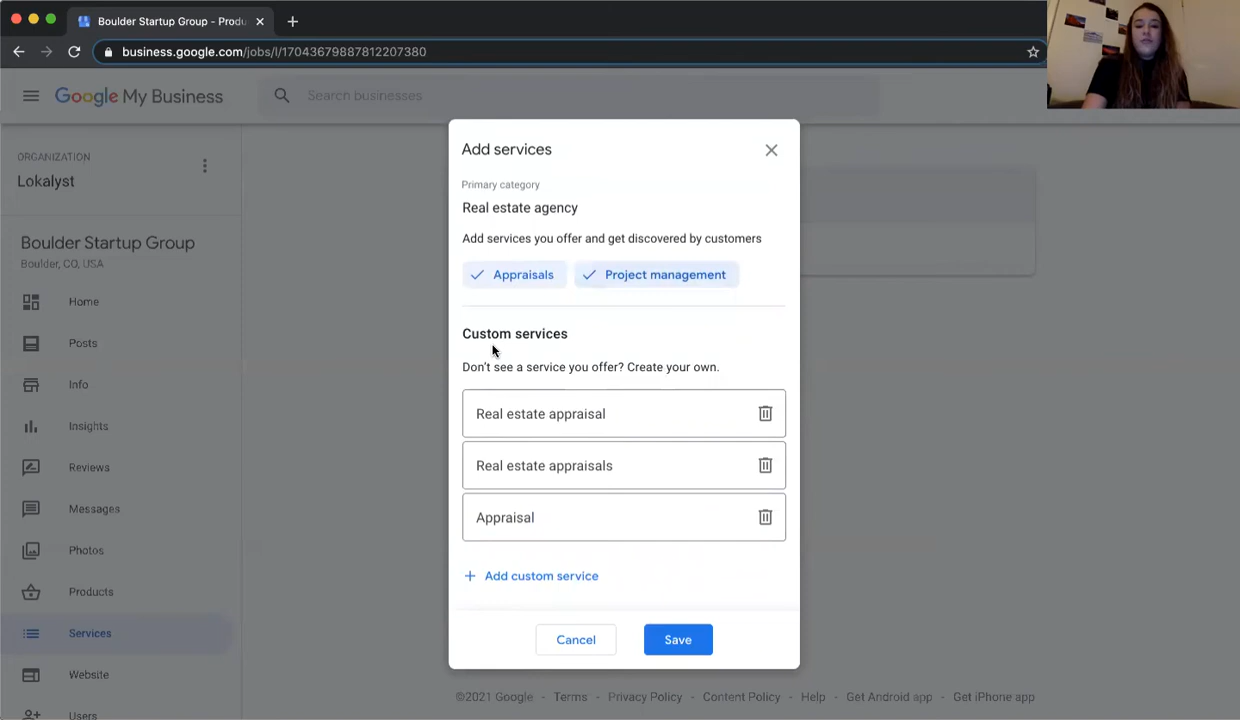 Boulder Startup Group - Produ
business.google.com/jobs/l/17043679887812207380
Google My Business
Search businesses
ORGANIZATION
Lokalyst
Boulder Startup Group
Boulder, CO, USA
Home
Posts
Info
Insights
Reviews
Messages
Photos
Products
Services
Website
Users
Add services
Primary category
Real estate agency
Add services you offer and get discovered by customers
Appraisals Project management
Custom services
Don't see a service you offer? Create your own.
Real estate appraisal
Real estate appraisals
Appraisal
+ Add custom service
Cancel Save
©2021 Google - Terms - Privacy Policy - Content Policy - Help - Get Android app - Get iPhone app